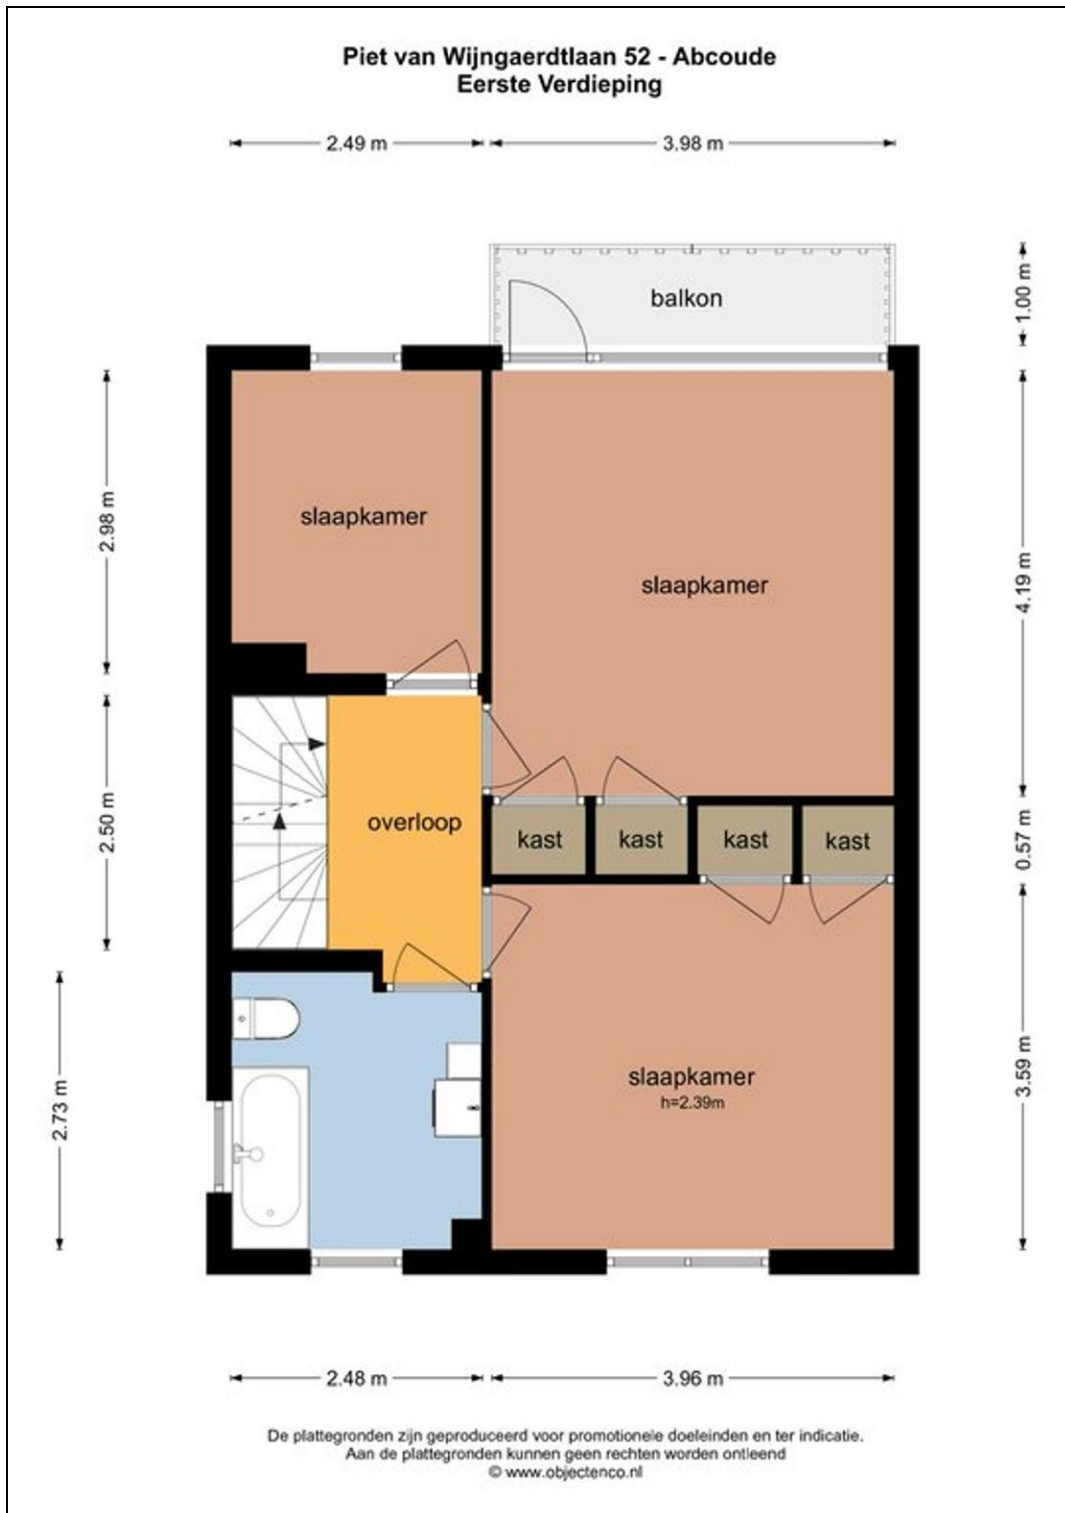 Piet van Wijngaerdtlaan 52 - Abcoude
Eerste Verdieping
2.49 m
3.98 m
balkon
1.00 m
2.98 m
slaapkamer
slaapkamer
4.19 m
2.50 m
overloop
kast
kast
kast
kast
0.57 m
2.73 m
slaapkamer
h=2.39m
3.59 m
2.48 m
3.96 m
De plattegronden zijn geproduceerd voor promotionele doeleinden en ter indicatie.
Aan de plattegronden kunnen geen rechten worden ontleend
© www.objectenco.nl